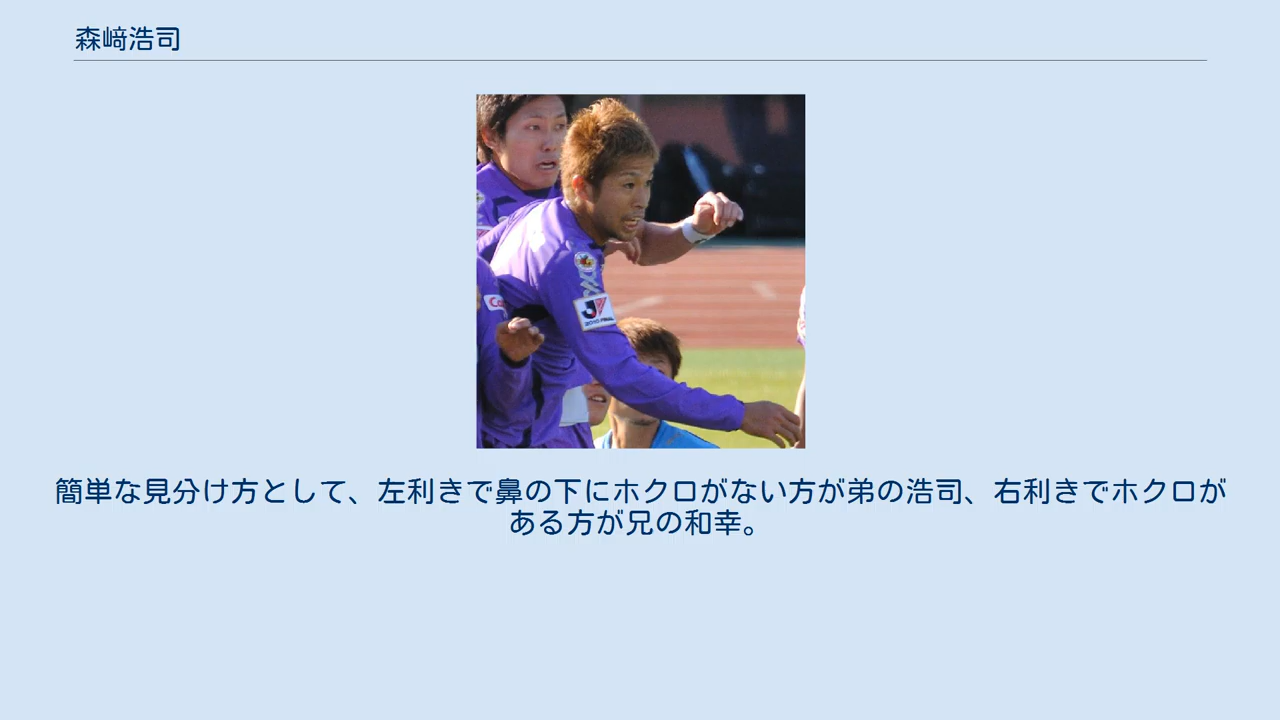 森﨑浩司
簡単な見分け方として、左利きで鼻の下にホクロがない方が弟の浩司、右利きでホクロが
ある方が兄の和幸。